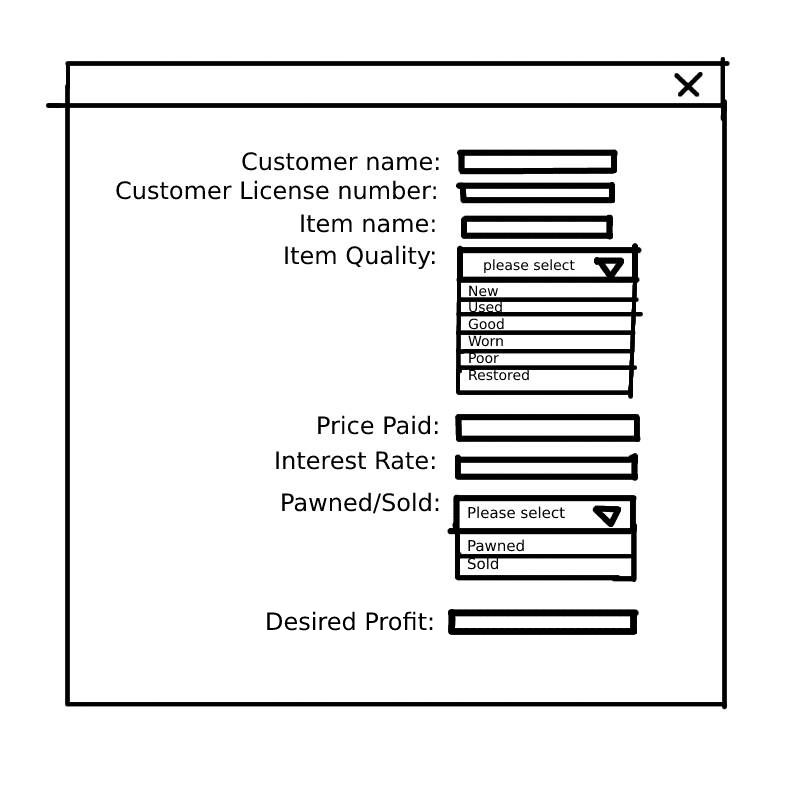 Customer name:
Customer License number:
Item name:
Item Quality:
please select
New
Used
Good
Worn
Poor
Restored
Price Paid:
Interest Rate:
Pawned/Sold:
Please select
Pawned
Sold
Desired Profit: